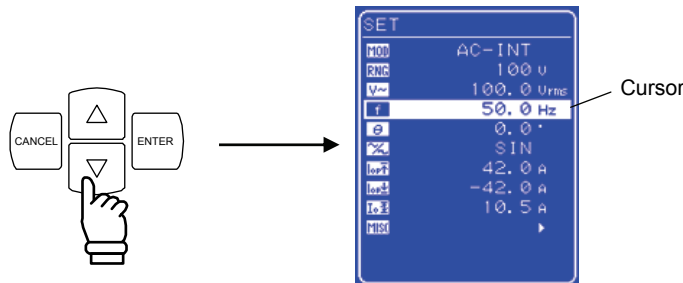 SET
MOD AC-INT
RNG 100 V
V~ 100.0 Vrms
f 50.0 Hz
θ 0.0 °
SIN
42.0 A
-42.0 A
10.5 A
MISC ▶
Cursor
CANCEL △ ENTER
▽